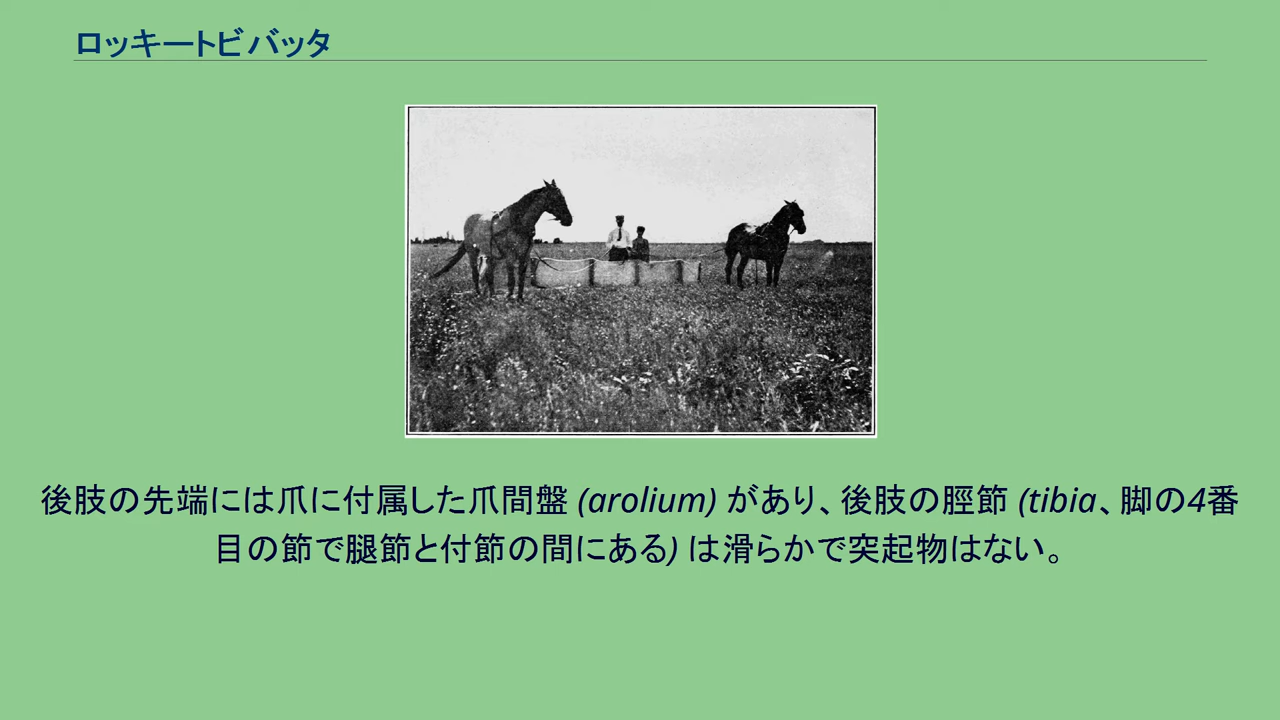 ロッキートビバッタ
後肢の先端には爪に付属した爪間盤 (arolium) があり、後肢の脛節 (tibia、脚の4番
目の節で腿節と付節の間にある) は滑らかで突起物はない。